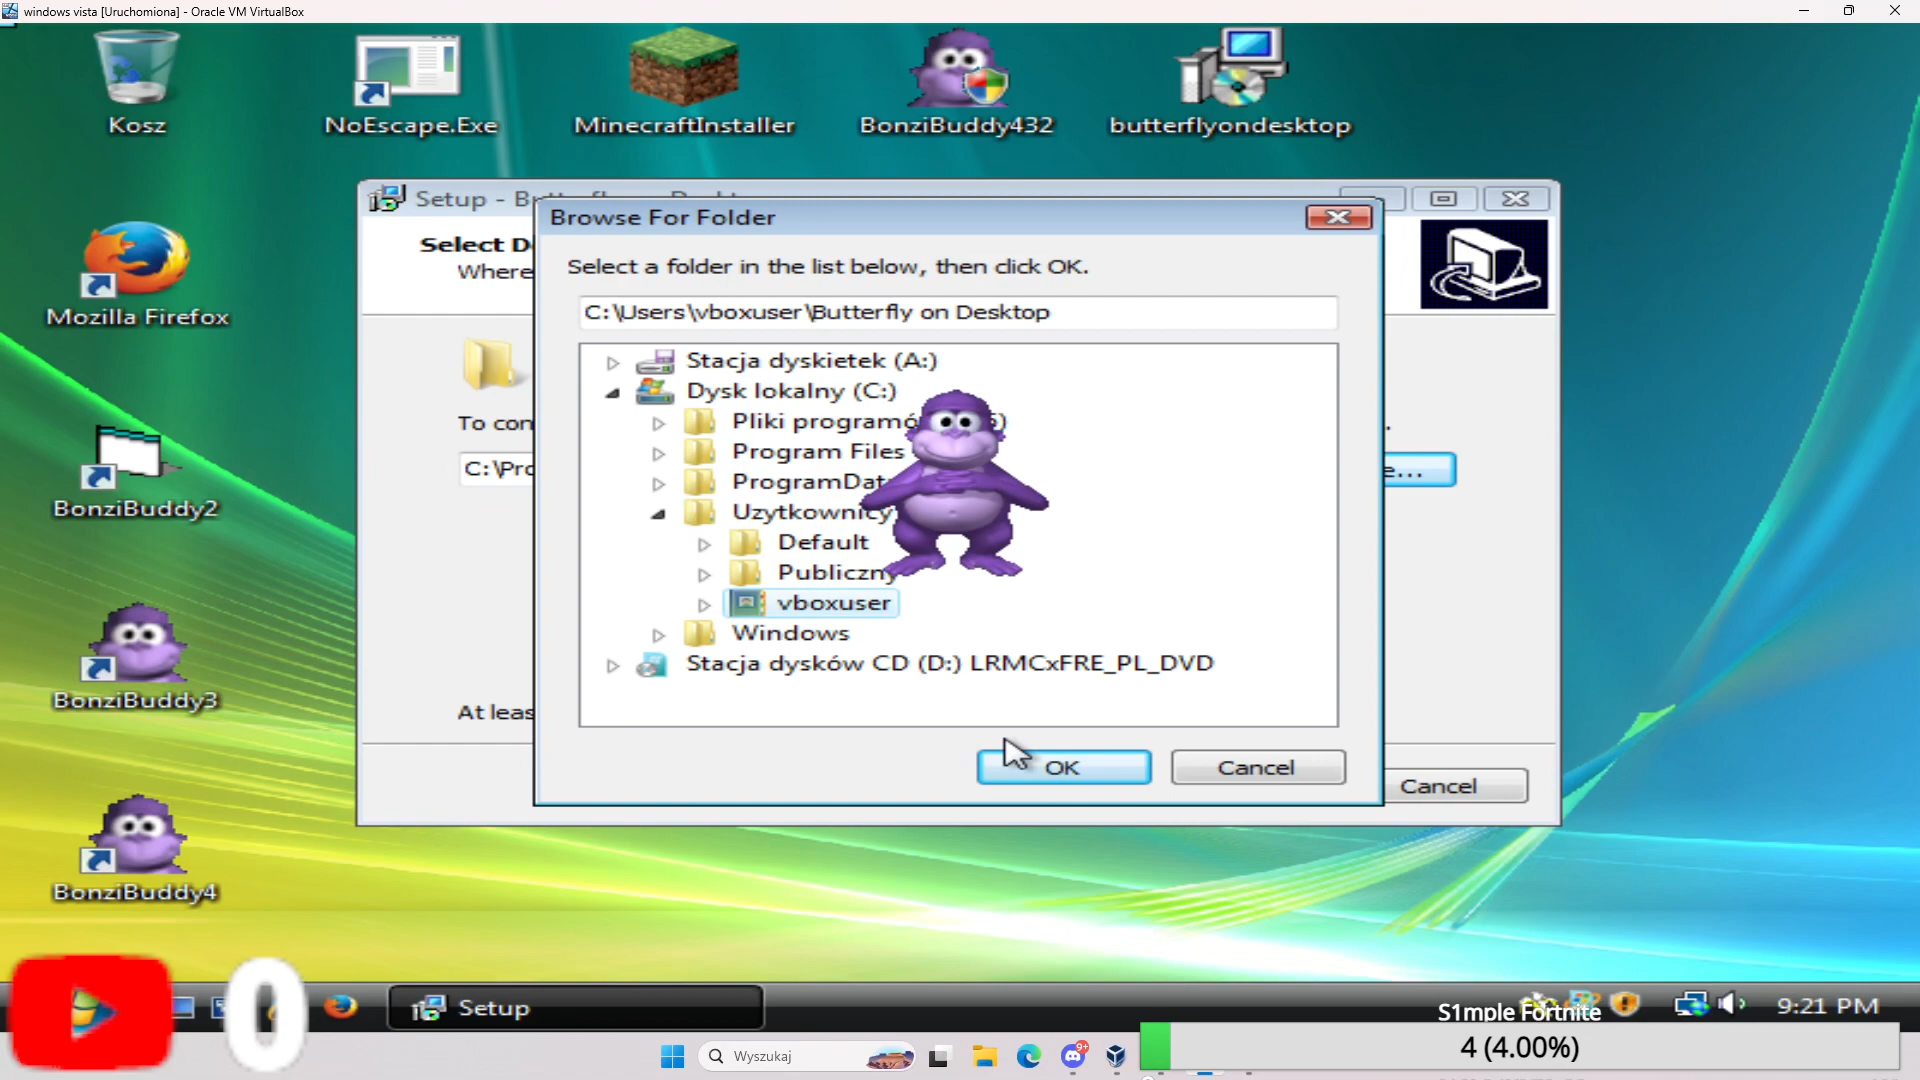 windows vista [Uruchomiona] - Oracle VM VirtualBox
Kosz
NoEscape.Exe
MinecraftInstaller
BonziBuddy432
butterflyondesktop
Mozilla Firefox
BonziBuddy2
BonziBuddy3
BonziBuddy4
Setup - B
Select D
Where
To con
C:\Pro
e...
At leas
Cancel
Browse For Folder
Select a folder in the list below, then click OK.
C:\Users\vboxuser\Butterfly on Desktop
Stacja dyskietek (A:)
Dysk lokalny (C:)
Pliki programó
Program Files
ProgramDat
Uzytkownicy
Default
Publiczny
vboxuser
Windows
Stacja dysków CD (D:) LRMCxFRE_PL_DVD
OK
Cancel
0
Setup
S1mple Fortnite
9:21 PM
Wyszukaj
9+
4 (4.00%)